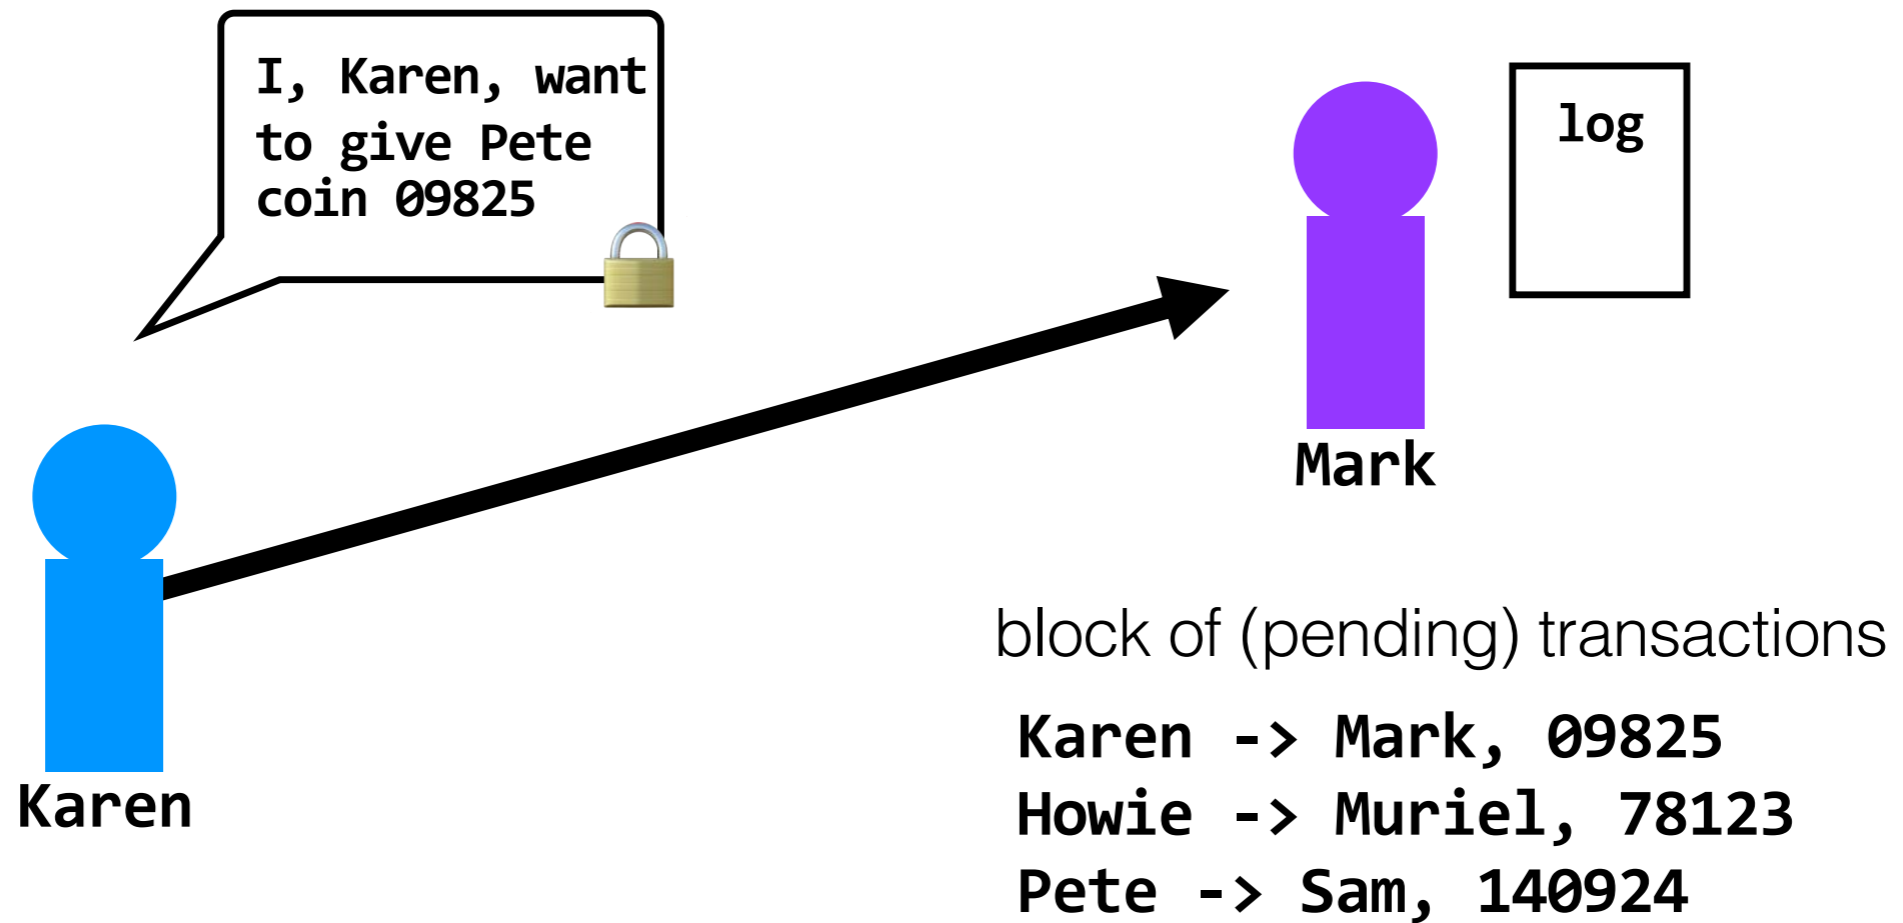 I, Karen, want
to give Pete
coin 09825
log
Mark
Karen
block of (pending) transactions
Karen -> Mark, 09825
Howie -> Muriel, 78123
Pete -> Sam, 140924